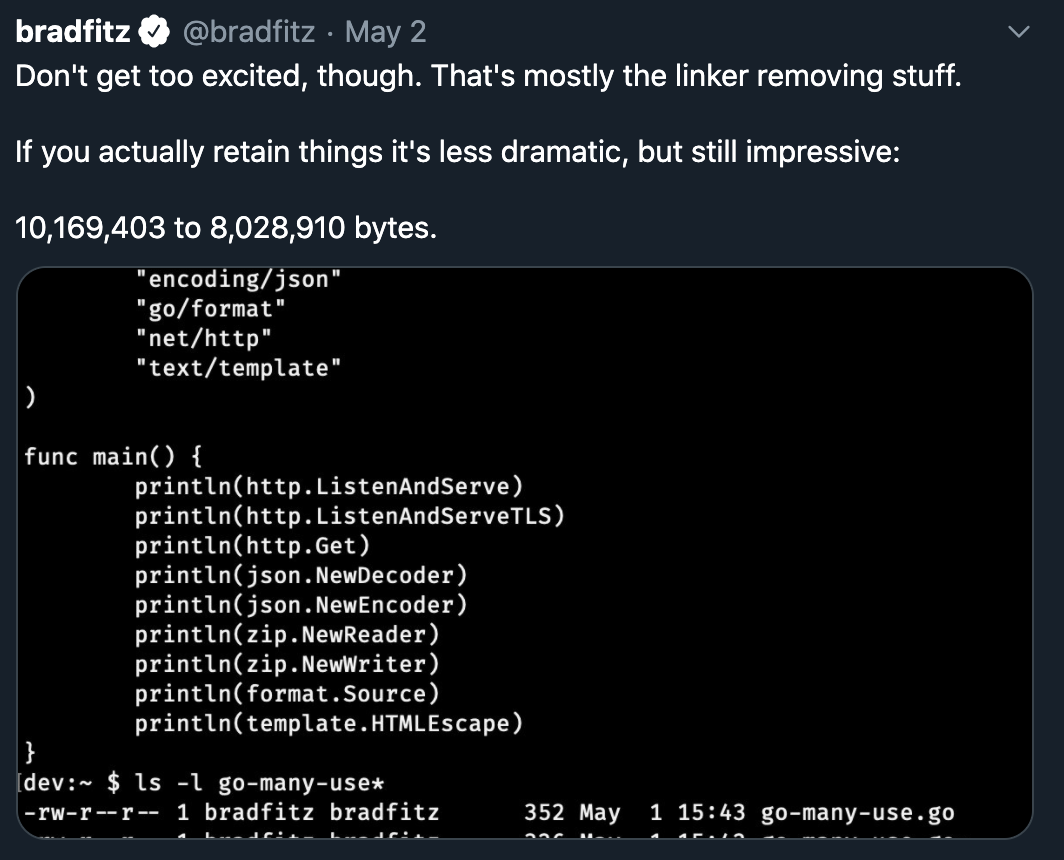 bradfitz @bradfitz · May 2
Don't get too excited, though. That's mostly the linker removing stuff.
If you actually retain things it's less dramatic, but still impressive:
10,169,403 to 8,028,910 bytes.
"encoding/json"
"go/format"
"net/http"
"text/template"
)
func main() {
println(http.ListenAndServe)
println(http.ListenAndServeTLS)
println(http.Get)
println(json.NewDecoder)
println(json.NewEncoder)
println(zip.NewReader)
println(zip.NewWriter)
println(format.Source)
println(template.HTMLEscape)
}
[dev:~ $ ls -l go-many-use*
-rw-r--r-- 1 bradfitz bradfitz 352 May 1 15:43 go-many-use.go